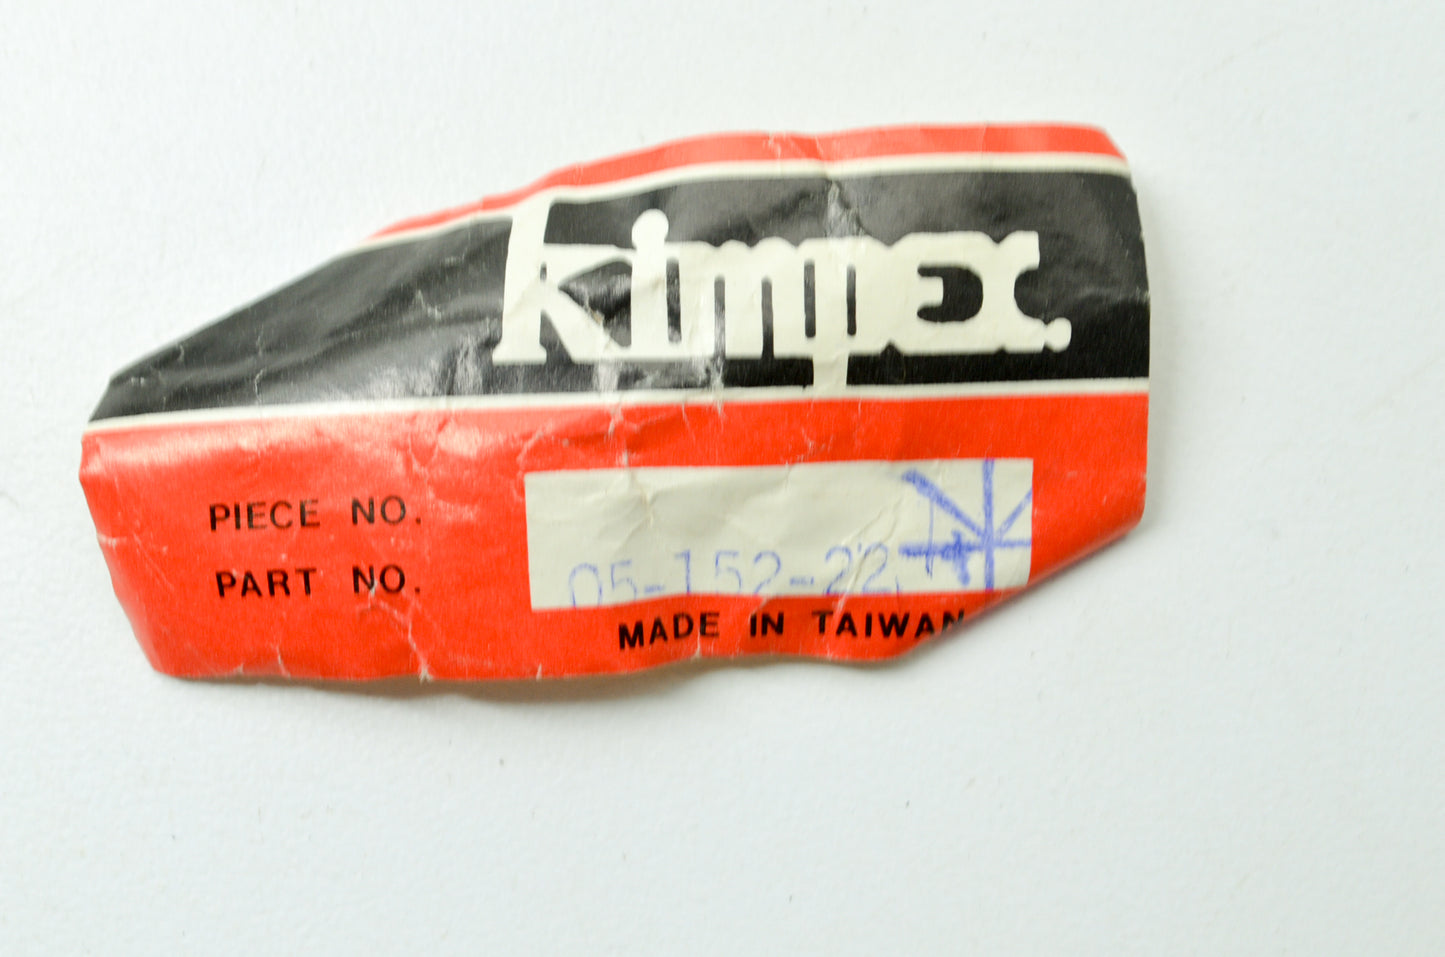 Kimpex.
PIECE NO.
PART NO.
05-152-22
MADE IN TAIWAN